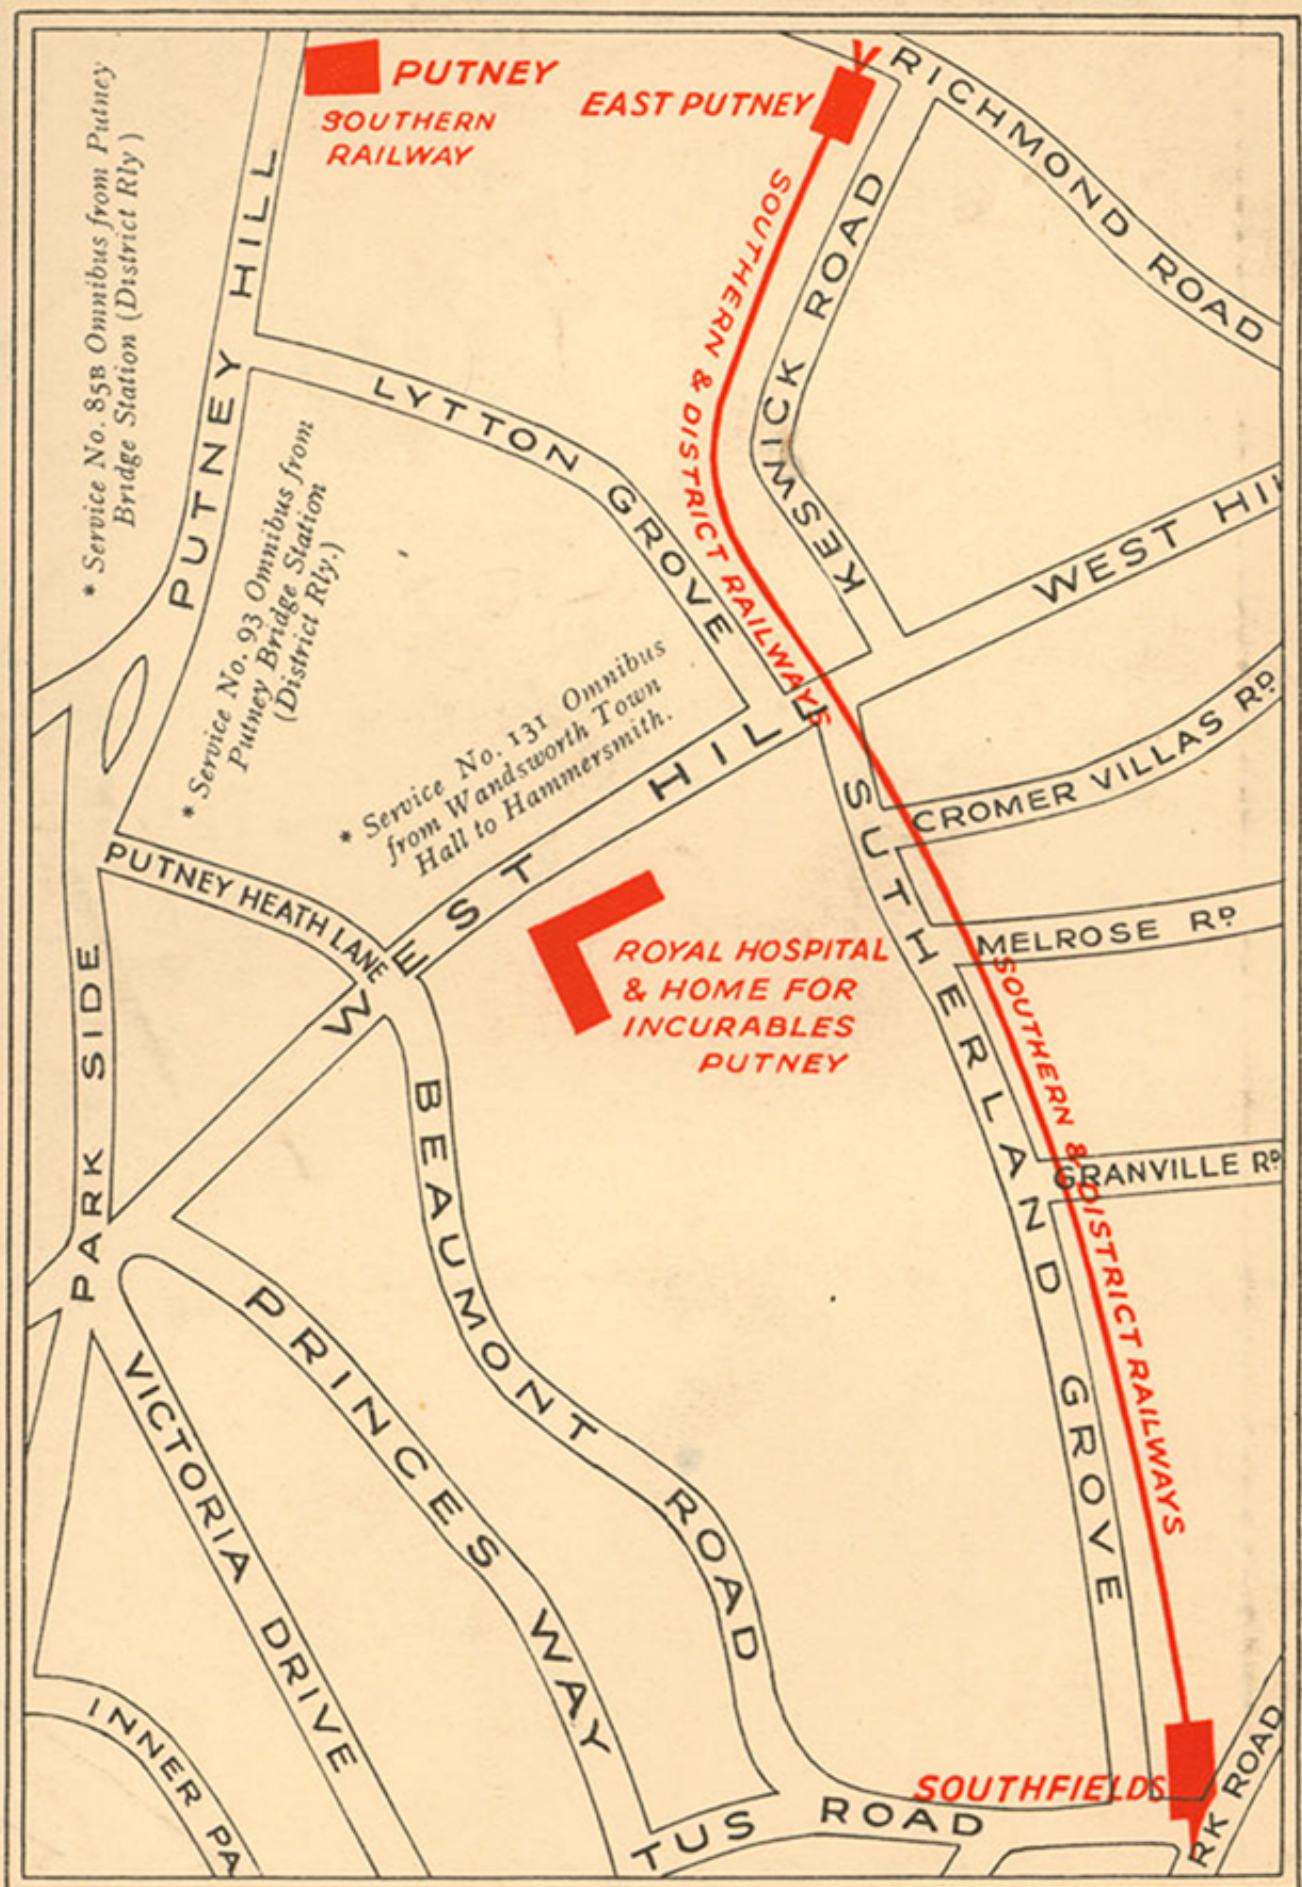 PUTNEY
SOUTHERN
RAILWAY
EAST PUTNEY
RICHMOND ROAD
* Service No. 85B Omnibus from Putney
Bridge Station (District Rly)
PUTNEY HILL
SOUTHERN & DISTRICT RAILWAYS
KESWICK ROAD
LYTTON GROVE
WEST HIL
* Service No. 93 Omnibus from
Putney Bridge Station
(District Rly.)
* Service No. 131 Omnibus
from Wandsworth Town
Hall to Hammersmith.
WEST HILL
CROMER VILLAS RD
PUTNEY HEATH LANE
MELROSE RD
ROYAL HOSPITAL
& HOME FOR
INCURABLES
PUTNEY
PARK SIDE
SUTHERLAND GROVE
SOUTHERN & DISTRICT RAILWAYS
GRANVILLE RD
BEAUMONT ROAD
PRINCES WAY
VICTORIA DRIVE
INNER PA
SOUTHFIELDS
TUS ROAD
RK ROAD